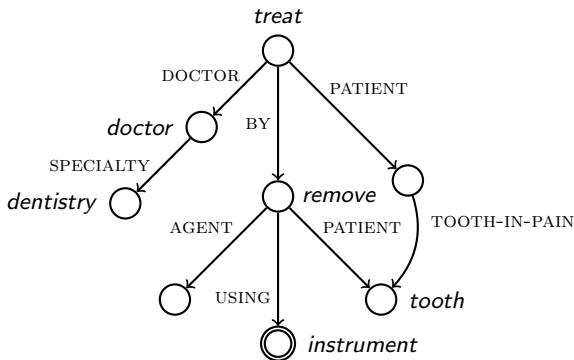 treat
DOCTOR
PATIENT
BY
doctor
SPECIALTY
dentistry
remove
AGENT
PATIENT
TOOTH-IN-PAIN
USING
tooth
instrument